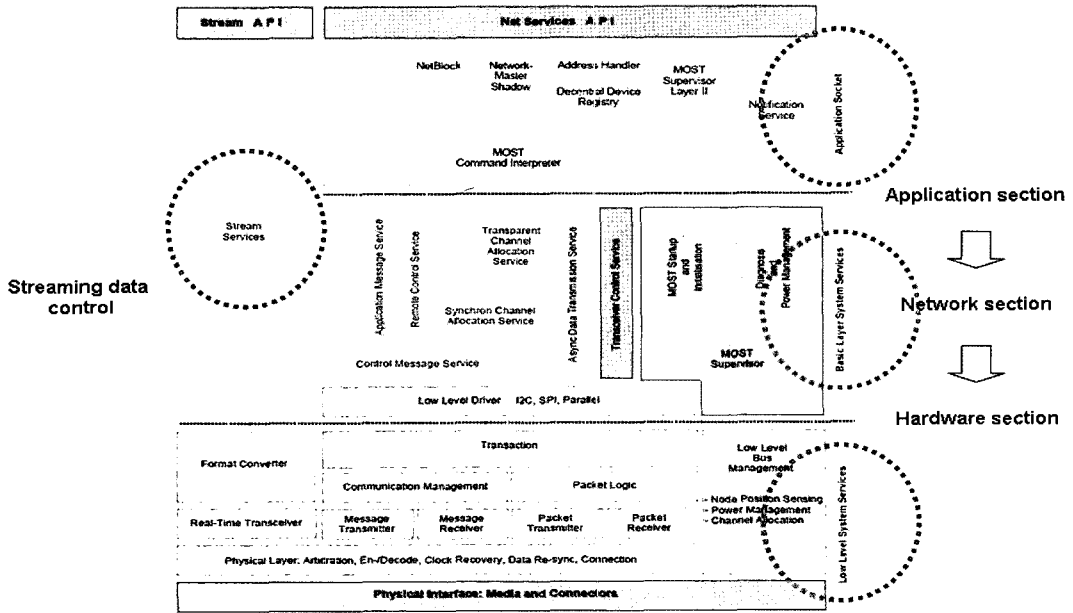 Stream API
Net Services API
NetBlock
Network-
Master
Shadow
Address Handler
Decentral Device
Registry
MOST
Supervisor
Layer II
Notification
Service
Application Socket
MOST
Command Interpreter
Application section
Stream
Services
Application Message Service
Remote Control Service
Transparent
Channel
Allocation
Service
Synchron Channel
Allocation Service
Async Data Transmission Service
Transceiver Control Service
MOST Startup
and
Diagnose
and
Power Management
Basic Layer System Services
Streaming data
control
Network section
Control Message Service
MOST
Supervisor
Low Level Driver I2C, SPI, Parallel
Hardware section
Format Converter
Transaction
Low Level
Bus
Management
Communication Management
Packet Logic
- Node Position Sensing
- Power Management
- Channel Allocation
Low Level System Services
Real-Time Transceiver
Message
Transmitter
Message
Receiver
Packet
Transmitter
Packet
Receiver
Physical Layer: Arbitration, En-/Decode, Clock Recovery, Data Re-sync, Connection
Physical Interface: Media and Connectors